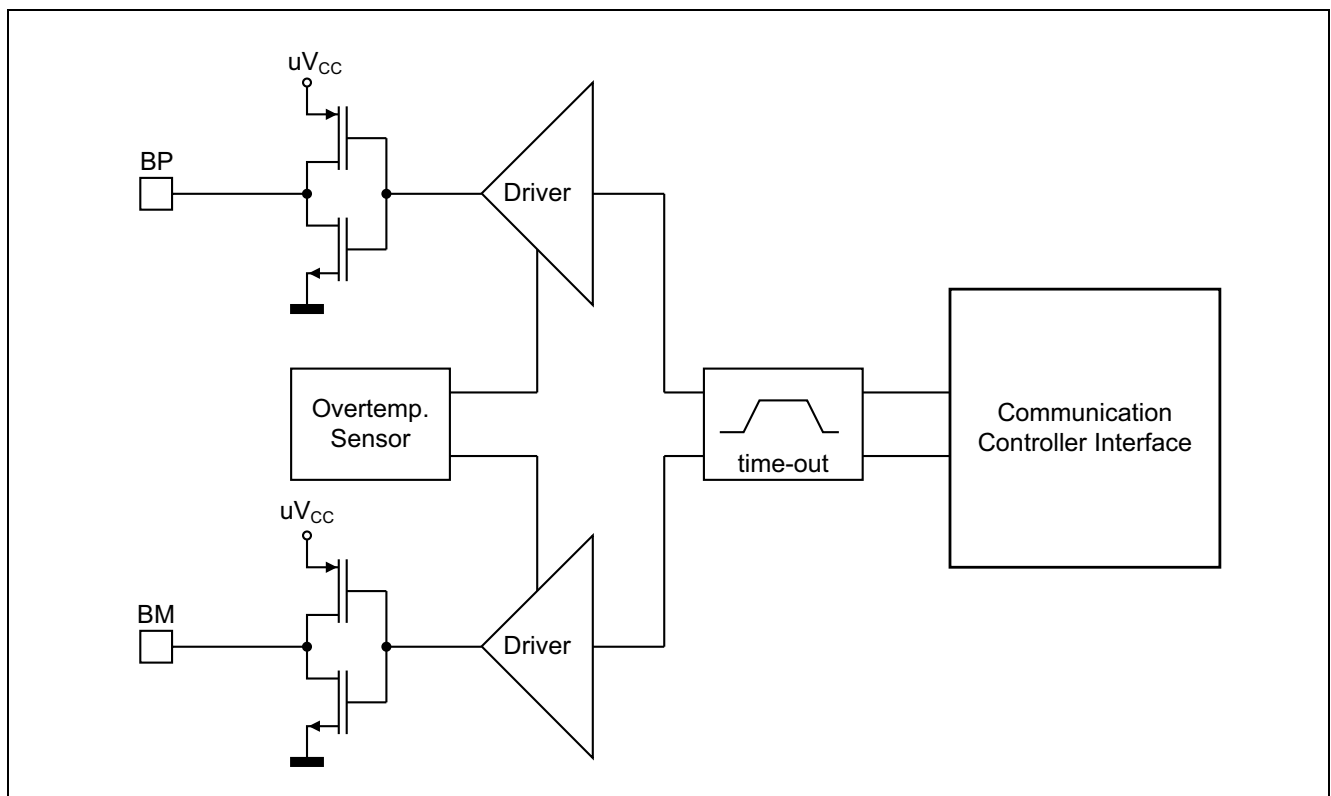 uVCC
BP
Driver
Overtemp.
Sensor
time-out
Communication
Controller Interface
uVCC
BM
Driver